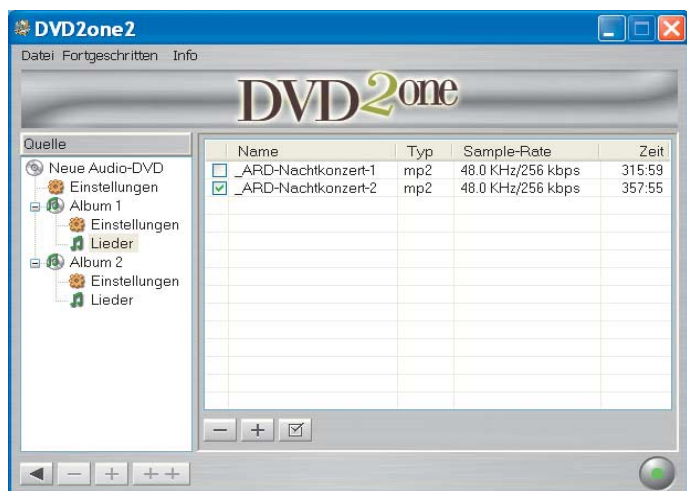 DVD2one2
Datei Fortgeschritten Info
DVD2one
Quelle
Neue Audio-DVD
Einstellungen
Album 1
Einstellungen
Lieder
Album 2
Einstellungen
Lieder
Name Typ Sample-Rate Zeit
_ARD-Nachtkonzert-1 mp2 48.0 KHz/256 kbps 315:59
_ARD-Nachtkonzert-2 mp2 48.0 KHz/256 kbps 357:55